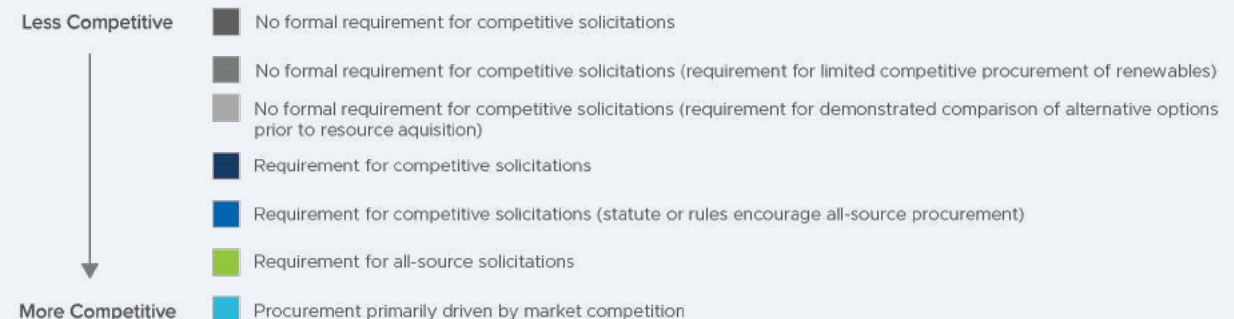 Less Competitive
No formal requirement for competitive solicitations
No formal requirement for competitive solicitations (requirement for limited competitive procurement of renewables)
No formal requirement for competitive solicitations (requirement for demonstrated comparison of alternative options
prior to resource aquisition)
Requirement for competitive solicitations
Requirement for competitive solicitations (statute or rules encourage all-source procurement)
Requirement for all-source solicitations
More Competitive
Procurement primarily driven by market competition